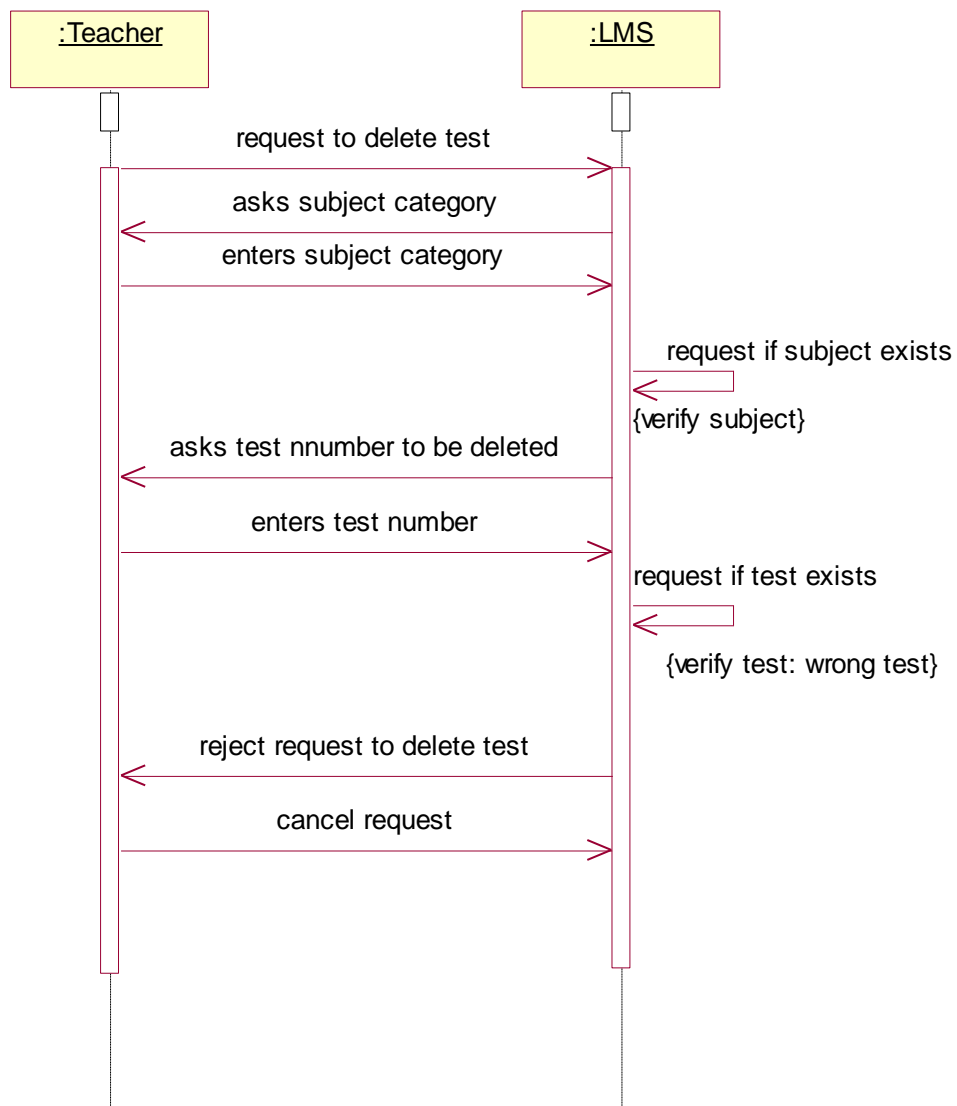 :Teacher
:LMS
request to delete test
asks subject category
enters subject category
request if subject exists
{verify subject}
asks test nnumber to be deleted
enters test number
request if test exists
{verify test: wrong test}
reject request to delete test
cancel request